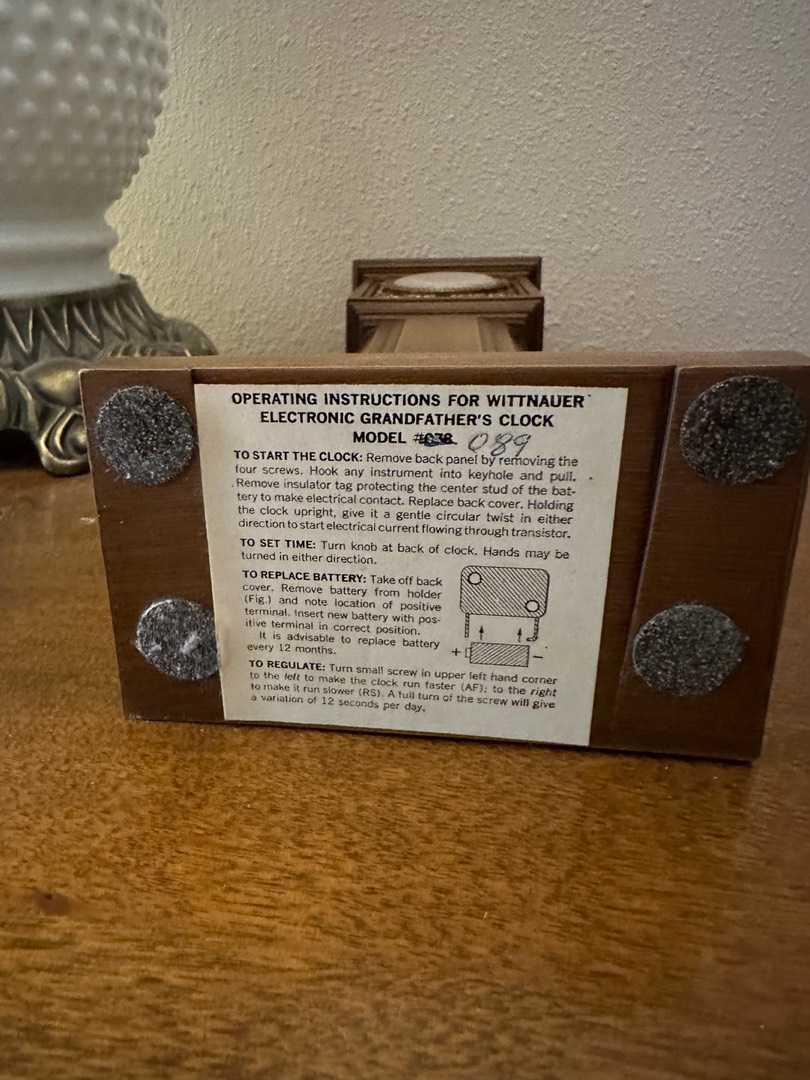 OPERATING INSTRUCTIONS FOR WITTNAUER
ELECTRONIC GRANDFATHER'S CLOCK
MODEL #038 089
TO START THE CLOCK: Remove back panel by removing the
four screws. Hook any instrument into keyhole and pull.
Remove insulator tag protecting the center stud of the bat-
tery to make electrical contact. Replace back cover. Holding
the clock upright, give it a gentle circular twist in either
direction to start electrical current flowing through transistor.
TO SET TIME: Turn knob at back of clock. Hands may be
turned in either direction.
TO REPLACE BATTERY: Take off back
cover. Remove battery from holder
(Fig.) and note location of positive
terminal. Insert new battery with pos-
itive terminal in correct position.
It is advisable to replace battery
every 12 months.
+ −
TO REGULATE: Turn small screw in upper left hand corner
to the left to make the clock run faster (AF); to the right
to make it run slower (RS). A full turn of the screw will give
a variation of 12 seconds per day.